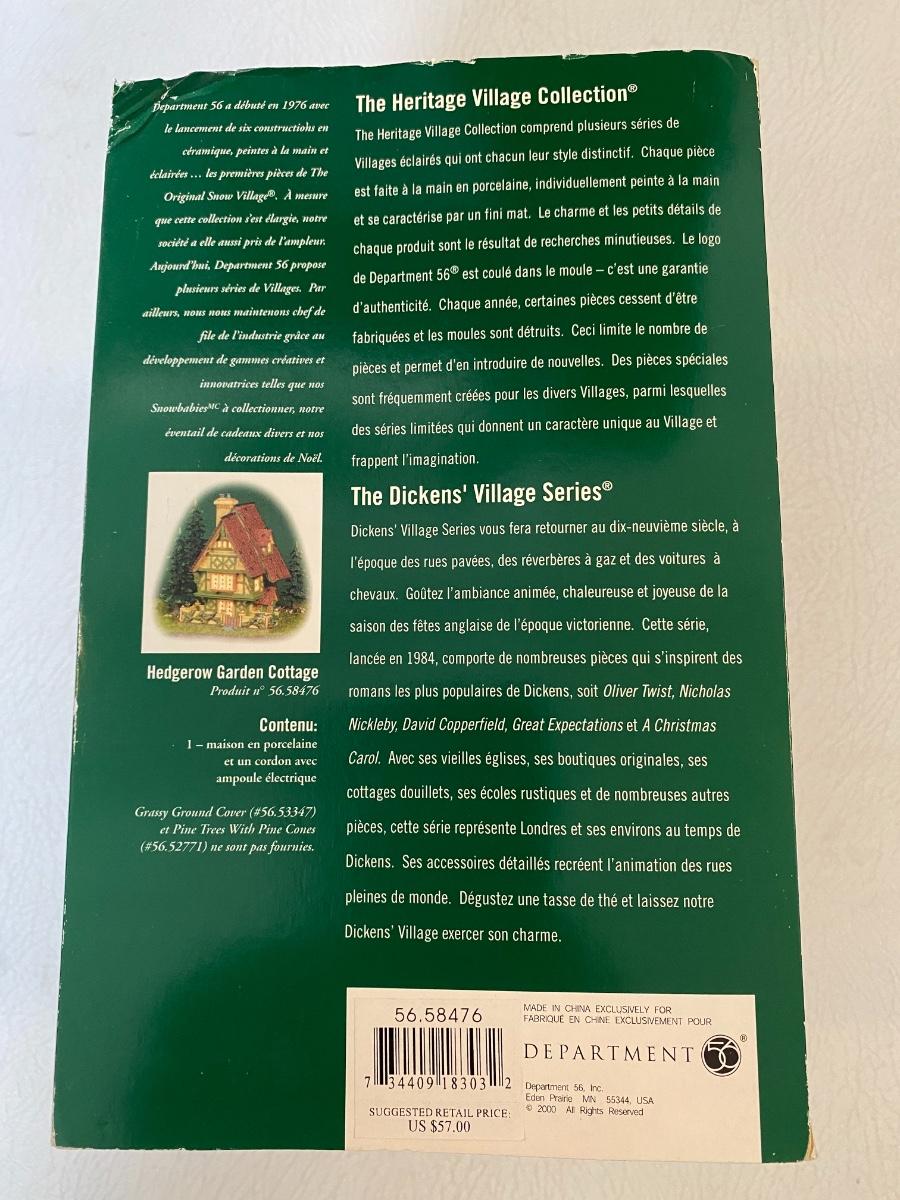 Department 56 a débuté en 1976 avec
le lancement de six constructions en
céramique, peintes à la main et
éclairées ... les premières pièces de The
Original Snow Village®. À mesure
que cette collection s'est élargie, notre
société a elle aussi pris de l'ampleur.
Aujourd'hui, Department 56 propose
plusieurs séries de Villages. Par
ailleurs, nous nous maintenons chef de
file de l'industrie grâce au
développement de gammes créatives et
innovatrices telles que nos
Snowbabies MC à collectionner, notre
éventail de cadeaux divers et nos
décorations de Noël.
Hedgerow Garden Cottage
Produit n° 56.58476
Contenu:
1 – maison en porcelaine
et un cordon avec
ampoule électrique
Grassy Ground Cover (#56.53347)
et Pine Trees With Pine Cones
(#56.52771) ne sont pas fournies.
The Heritage Village Collection®
The Heritage Village Collection comprend plusieurs séries de
Villages éclairés qui ont chacun leur style distinctif. Chaque pièce
est faite à la main en porcelaine, individuellement peinte à la main
et se caractérise par un fini mat. Le charme et les petits détails de
chaque produit sont le résultat de recherches minutieuses. Le logo
de Department 56® est coulé dans le moule – c'est une garantie
d'authenticité. Chaque année, certaines pièces cessent d'être
fabriquées et les moules sont détruits. Ceci limite le nombre de
pièces et permet d'en introduire de nouvelles. Des pièces spéciales
sont fréquemment créées pour les divers Villages, parmi lesquelles
des séries limitées qui donnent un caractère unique au Village et
frappent l'imagination.
The Dickens' Village Series®
Dickens' Village Series vous fera retourner au dix-neuvième siècle, à
l'époque des rues pavées, des réverbères à gaz et des voitures à
chevaux. Goûtez l'ambiance animée, chaleureuse et joyeuse de la
saison des fêtes anglaise de l'époque victorienne. Cette série,
lancée en 1984, comporte de nombreuses pièces qui s'inspirent des
romans les plus populaires de Dickens, soit Oliver Twist, Nicholas
Nickleby, David Copperfield, Great Expectations et A Christmas
Carol. Avec ses vieilles églises, ses boutiques originales, ses
cottages douillets, ses écoles rustiques et de nombreuses autres
pièces, cette série représente Londres et ses environs au temps de
Dickens. Ses accessoires détaillés recréent l'animation des rues
pleines de monde. Dégustez une tasse de thé et laissez notre
Dickens' Village exercer son charme.
56.58476
7 34409 18303 2
SUGGESTED RETAIL PRICE:
US $57.00
MADE IN CHINA EXCLUSIVELY FOR
FABRIQUÉ EN CHINE EXCLUSIVEMENT POUR
DEPARTMENT 56®
Department 56, Inc.
Eden Prairie MN 55344, USA
© 2000 All Rights Reserved